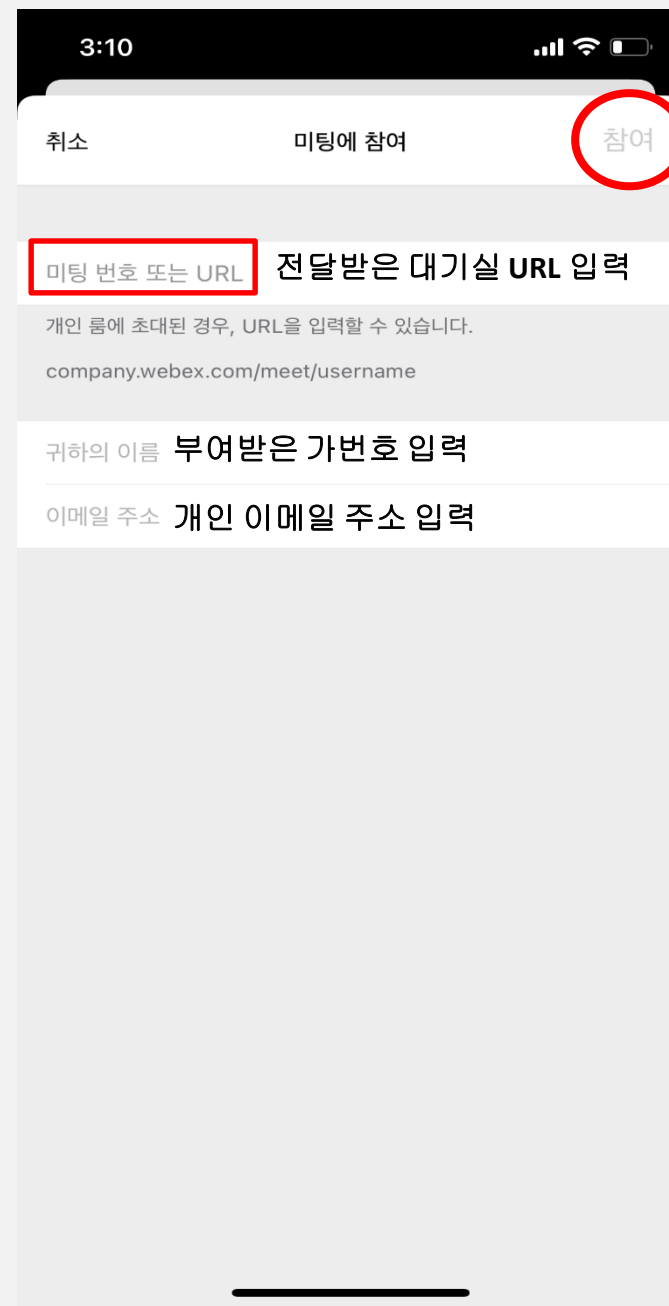 3:10
취소 미팅에 참여 참여
미팅 번호 또는 URL 전달받은 대기실 URL 입력
개인 룸에 초대된 경우, URL을 입력할 수 있습니다.
company.webex.com/meet/username
귀하의 이름 부여받은 가번호 입력
이메일 주소 개인 이메일 주소 입력